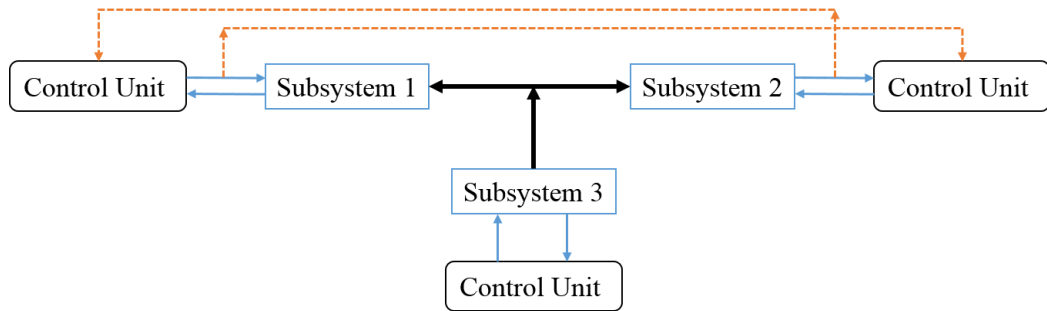 Control Unit
Subsystem 1
Subsystem 2
Control Unit
Subsystem 3
Control Unit